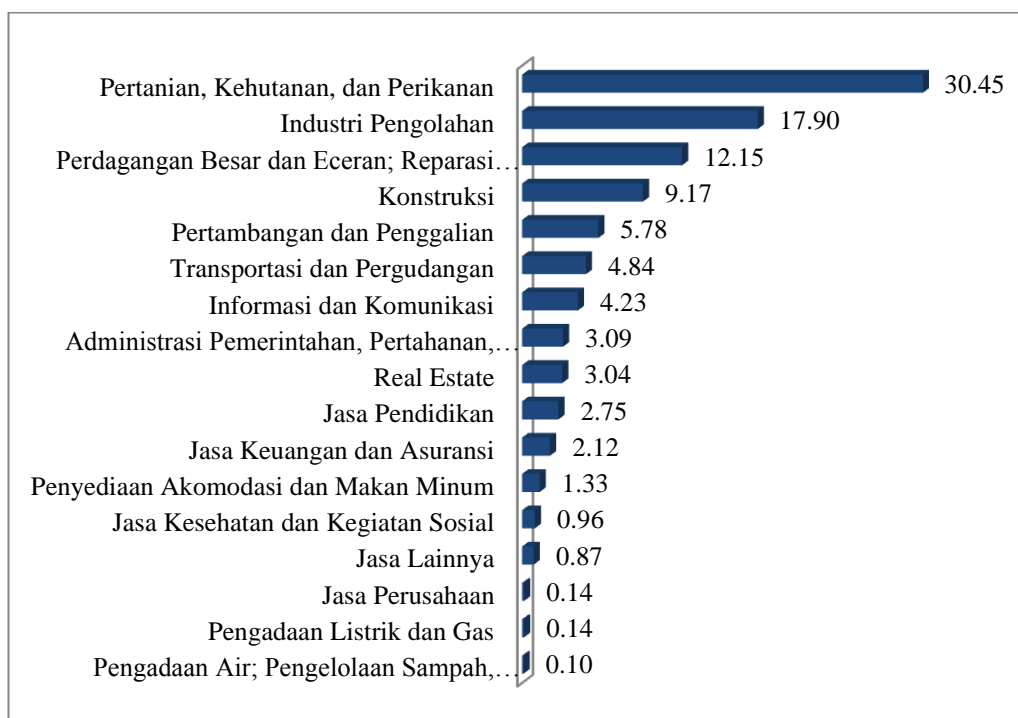 Pertanian, Kehutanan, dan Perikanan 30.45
Industri Pengolahan 17.90
Perdagangan Besar dan Eceran; Reparasi… 12.15
Konstruksi 9.17
Pertambangan dan Penggalian 5.78
Transportasi dan Pergudangan 4.84
Informasi dan Komunikasi 4.23
Administrasi Pemerintahan, Pertahanan,… 3.09
Real Estate 3.04
Jasa Pendidikan 2.75
Jasa Keuangan dan Asuransi 2.12
Penyediaan Akomodasi dan Makan Minum 1.33
Jasa Kesehatan dan Kegiatan Sosial 0.96
Jasa Lainnya 0.87
Jasa Perusahaan 0.14
Pengadaan Listrik dan Gas 0.14
Pengadaan Air; Pengelolaan Sampah,… 0.10